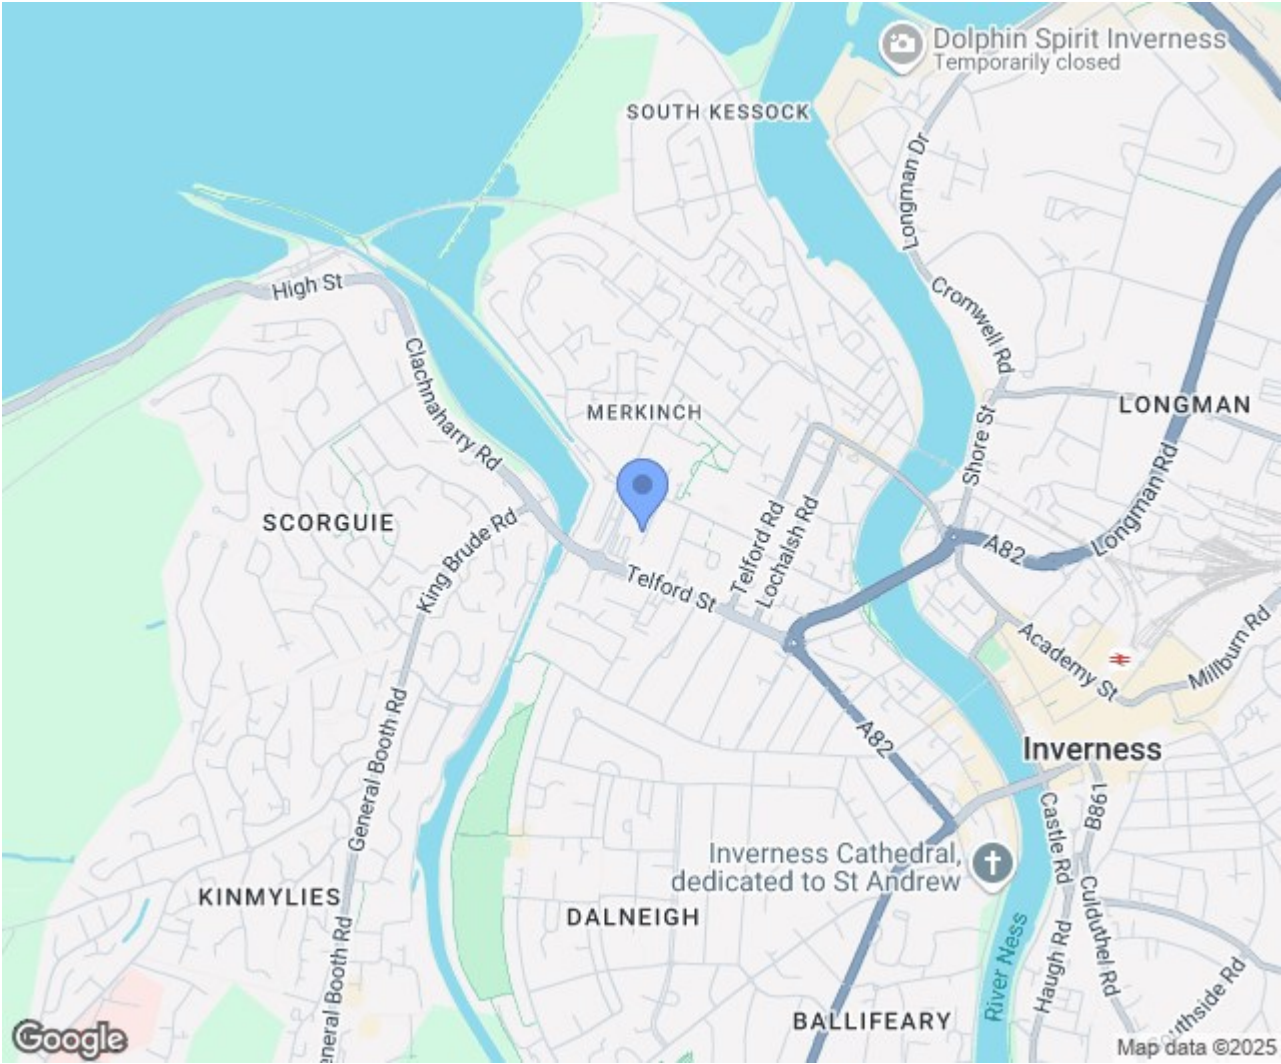 Dolphin Spirit Inverness
Temporarily closed
SOUTH KESSOCK
Longman Dr
High St
Cromwell Rd
Clachnaharry Rd
MERKINCH
LONGMAN
Shore St
Longman Rd
SCORGUIE
King Brude Rd
Telford Rd
Lochalsh Rd
A82
Telford St
Academy St
Millburn Rd
General Booth Rd
A82
Inverness
B861
Castle Rd
Inverness Cathedral,
dedicated to St Andrew
KINMYLIES
DALNEIGH
Culduthel Rd
General Booth Rd
River Ness
Haugh Rd
BALLIFEARY
Google
Map data ©2025